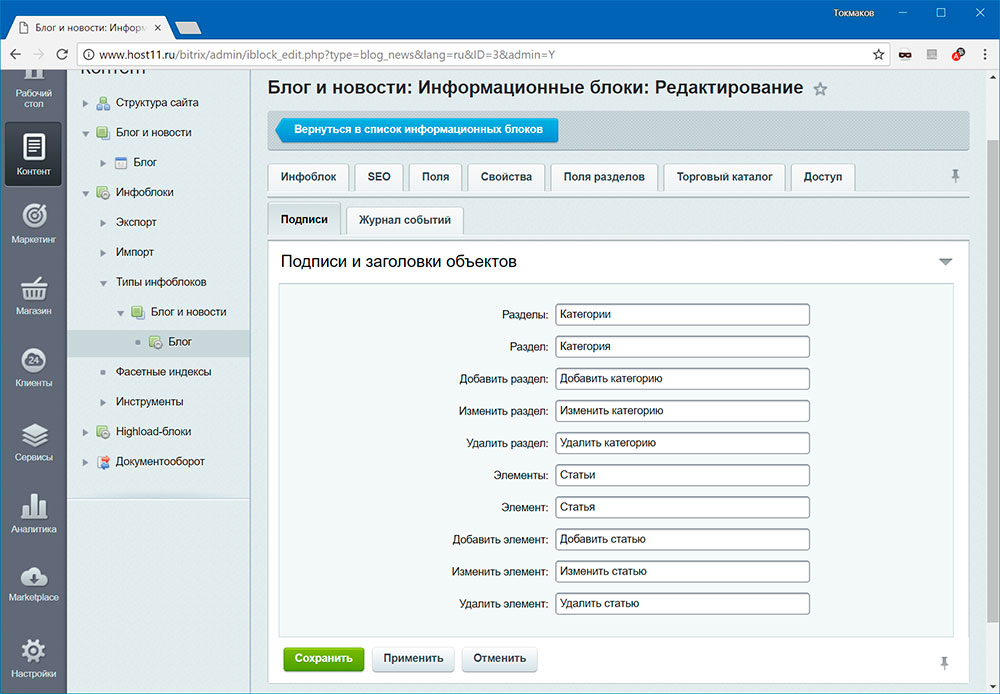 Токмаков
Блог и новости: Информ
www.host11.ru/bitrix/admin/iblock_edit.php?type=blog_news&lang=ru&ID=3&admin=Y
Рабочий
стол
Контент
Маркетинг
Магазин
24
Клиенты
Сервисы
Аналитика
Marketplace
Настройки
Контент
Структура сайта
Блог и новости
Блог
Инфоблоки
Экспорт
Импорт
Типы инфоблоков
Блог и новости
Блог
Фасетные индексы
Инструменты
Highload-блоки
Документооборот
Блог и новости: Информационные блоки: Редактирование
Вернуться в список информационных блоков
Инфоблок SEO Поля Свойства Поля разделов Торговый каталог Доступ
Подписи Журнал событий
Подписи и заголовки объектов
Разделы: Категории
Раздел: Категория
Добавить раздел: Добавить категорию
Изменить раздел: Изменить категорию
Удалить раздел: Удалить категорию
Элементы: Статьи
Элемент: Статья
Добавить элемент: Добавить статью
Изменить элемент: Изменить статью
Удалить элемент: Удалить статью
Сохранить Применить Отменить